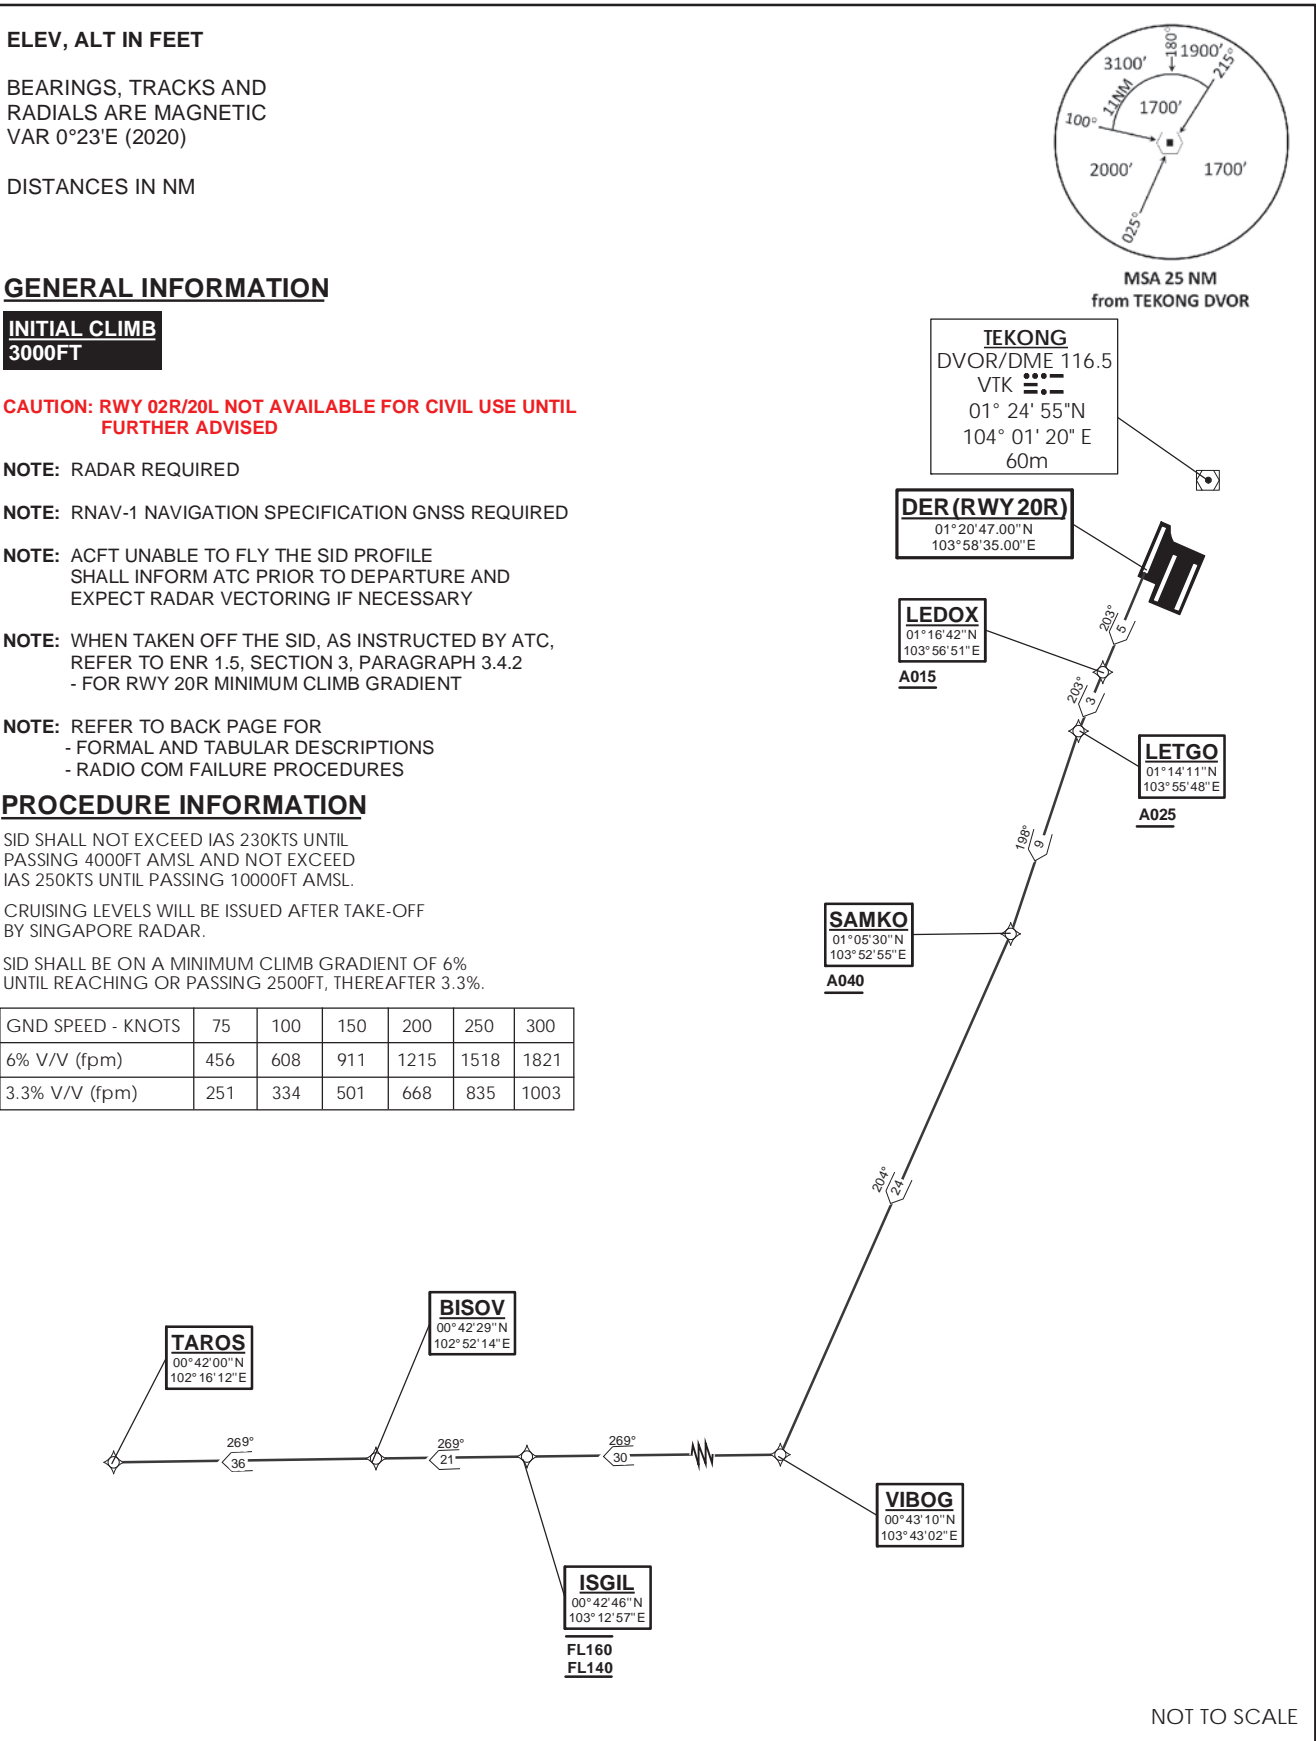 ELEV, ALT IN FEET
BEARINGS, TRACKS AND
RADIALS ARE MAGNETIC
VAR 0°23'E (2020)
DISTANCES IN NM
3100'
180°
1900'
215°
11NM
1700'
100°
2000'
1700'
025°
MSA 25 NM
from TEKONG DVOR
GENERAL INFORMATION
INITIAL CLIMB
3000FT
CAUTION: RWY 02R/20L NOT AVAILABLE FOR CIVIL USE UNTIL
FURTHER ADVISED
NOTE: RADAR REQUIRED
NOTE: RNAV-1 NAVIGATION SPECIFICATION GNSS REQUIRED
NOTE: ACFT UNABLE TO FLY THE SID PROFILE
SHALL INFORM ATC PRIOR TO DEPARTURE AND
EXPECT RADAR VECTORING IF NECESSARY
NOTE: WHEN TAKEN OFF THE SID, AS INSTRUCTED BY ATC,
REFER TO ENR 1.5, SECTION 3, PARAGRAPH 3.4.2
- FOR RWY 20R MINIMUM CLIMB GRADIENT
NOTE: REFER TO BACK PAGE FOR
- FORMAL AND TABULAR DESCRIPTIONS
- RADIO COM FAILURE PROCEDURES
PROCEDURE INFORMATION
SID SHALL NOT EXCEED IAS 230KTS UNTIL
PASSING 4000FT AMSL AND NOT EXCEED
IAS 250KTS UNTIL PASSING 10000FT AMSL.
CRUISING LEVELS WILL BE ISSUED AFTER TAKE-OFF
BY SINGAPORE RADAR.
SID SHALL BE ON A MINIMUM CLIMB GRADIENT OF 6%
UNTIL REACHING OR PASSING 2500FT, THEREAFTER 3.3%.
GND SPEED - KNOTS 75 100 150 200 250 300
6% V/V (fpm) 456 608 911 1215 1518 1821
3.3% V/V (fpm) 251 334 501 668 835 1003
TEKONG
DVOR/DME 116.5
VTK
01° 24' 55"N
104° 01' 20" E
60m
DER (RWY 20R)
01°20'47.00"N
103°58'35.00"E
203°
5
LEDOX
01°16'42"N
103°56'51"E
A015
203°
3
LETGO
01°14'11"N
103°55'48"E
A025
198°
9
SAMKO
01°05'30"N
103°52'55"E
A040
204°
24
BISOV
00°42'29"N
102°52'14"E
TAROS
00°42'00"N
102°16'12"E
269°
36
269°
21
269°
30
VIBOG
00°43'10"N
103°43'02"E
ISGIL
00°42'46"N
103°12'57"E
FL160
FL140
NOT TO SCALE